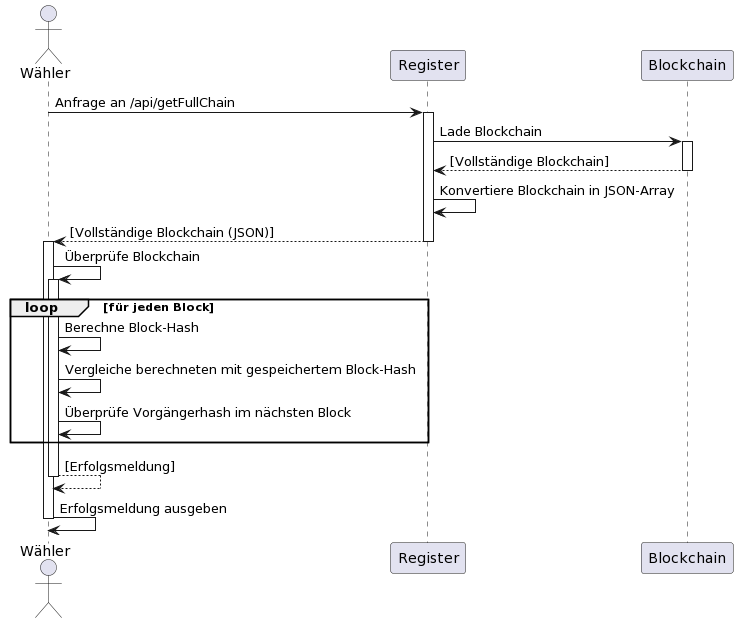 Wähler
Register
Blockchain
Anfrage an /api/getFullChain
Lade Blockchain
[Vollständige Blockchain]
Konvertiere Blockchain in JSON-Array
[Vollständige Blockchain (JSON)]
Überprüfe Blockchain
loop [für jeden Block]
Berechne Block-Hash
Vergleiche berechneten mit gespeichertem Block-Hash
Überprüfe Vorgängerhash im nächsten Block
[Erfolgsmeldung]
Erfolgsmeldung ausgeben
Wähler
Register
Blockchain